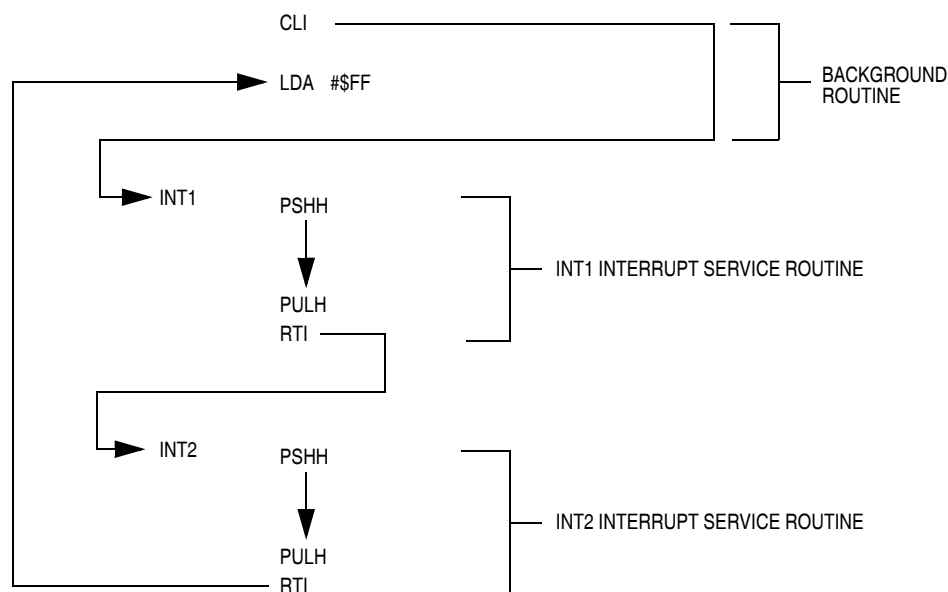 CLI
LDA #$FF
BACKGROUND
ROUTINE
INT1
PSHH
INT1 INTERRUPT SERVICE ROUTINE
PULH
RTI
INT2
PSHH
INT2 INTERRUPT SERVICE ROUTINE
PULH
RTI